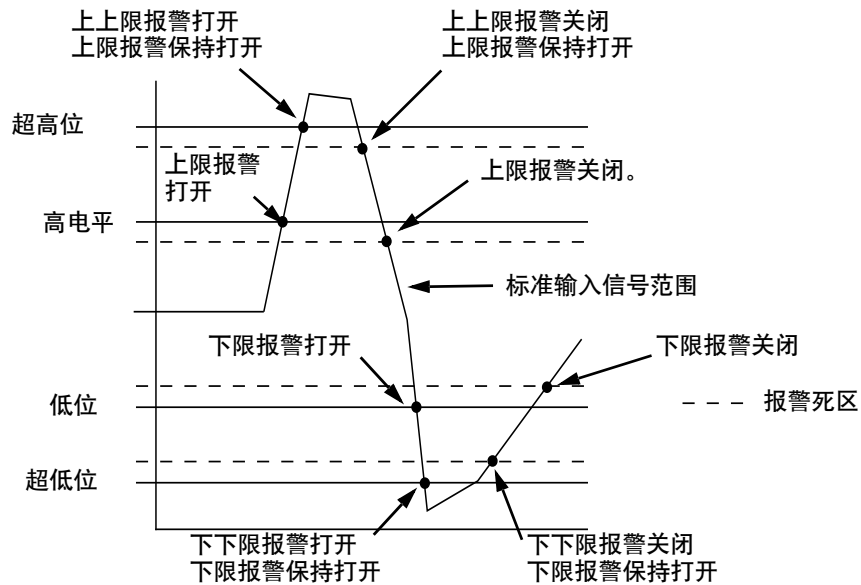 上上限报警打开
上限报警保持打开
上上限报警关闭
上限报警保持打开
超高位
上限报警
打开
上限报警关闭。
高电平
标准输入信号范围
下限报警打开
下限报警关闭
低位
报警死区
超低位
下下限报警打开
下限报警保持打开
下下限报警关闭
下限报警保持打开